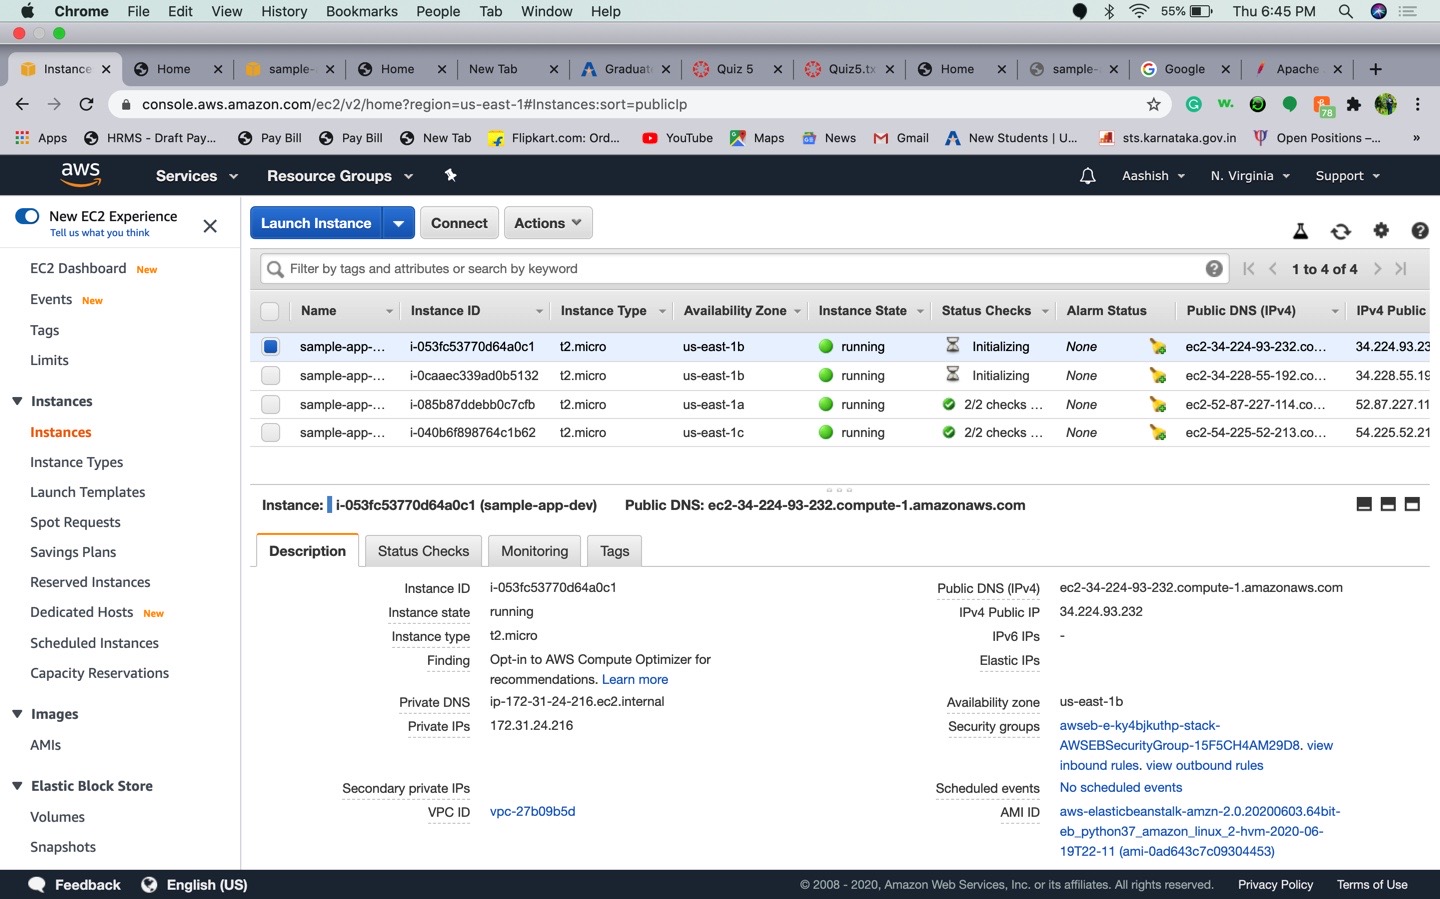 Chrome File Edit View History Bookmarks People Tab Window Help 55% Thu 6:45 PM
Instance Home sample- Home New Tab Graduat Quiz 5 Quiz5.tx Home sample- Google Apache
console.aws.amazon.com/ec2/v2/home?region=us-east-1#Instances:sort=publicIp 78
Apps HRMS - Draft Pay... Pay Bill Pay Bill New Tab Flipkart.com: Ord... YouTube Maps News Gmail New Students | U... sts.karnataka.gov.in Open Positions –... »
aws Services Resource Groups Aashish N. Virginia Support
New EC2 Experience
Tell us what you think
Launch Instance Connect Actions
EC2 Dashboard New
Events New
Tags
Limits
Instances
Instances
Instance Types
Launch Templates
Spot Requests
Savings Plans
Reserved Instances
Dedicated Hosts New
Scheduled Instances
Capacity Reservations
Images
AMIs
Elastic Block Store
Volumes
Snapshots
Filter by tags and attributes or search by keyword 1 to 4 of 4
Name Instance ID Instance Type Availability Zone Instance State Status Checks Alarm Status Public DNS (IPv4) IPv4 Public
sample-app-... i-053fc53770d64a0c1 t2.micro us-east-1b running Initializing None ec2-34-224-93-232.co... 34.224.93.23
sample-app-... i-0caaec339ad0b5132 t2.micro us-east-1b running Initializing None ec2-34-228-55-192.co... 34.228.55.19
sample-app-... i-085b87ddebb0c7cfb t2.micro us-east-1a running 2/2 checks ... None ec2-52-87-227-114.co... 52.87.227.11
sample-app-... i-040b6f898764c1b62 t2.micro us-east-1c running 2/2 checks ... None ec2-54-225-52-213.co... 54.225.52.21
Instance: i-053fc53770d64a0c1 (sample-app-dev) Public DNS: ec2-34-224-93-232.compute-1.amazonaws.com
Description Status Checks Monitoring Tags
Instance ID i-053fc53770d64a0c1
Instance state running
Instance type t2.micro
Finding Opt-in to AWS Compute Optimizer for
recommendations. Learn more
Private DNS ip-172-31-24-216.ec2.internal
Private IPs 172.31.24.216
Secondary private IPs
VPC ID vpc-27b09b5d
Public DNS (IPv4) ec2-34-224-93-232.compute-1.amazonaws.com
IPv4 Public IP 34.224.93.232
IPv6 IPs -
Elastic IPs
Availability zone us-east-1b
Security groups awseb-e-ky4bjkuthp-stack-
AWSEBSecurityGroup-15F5CH4AM29D8. view
inbound rules. view outbound rules
Scheduled events No scheduled events
AMI ID aws-elasticbeanstalk-amzn-2.0.20200603.64bit-
eb_python37_amazon_linux_2-hvm-2020-06-
19T22-11 (ami-0ad643c7c09304453)
Feedback English (US) © 2008 - 2020, Amazon Web Services, Inc. or its affiliates. All rights reserved. Privacy Policy Terms of Use